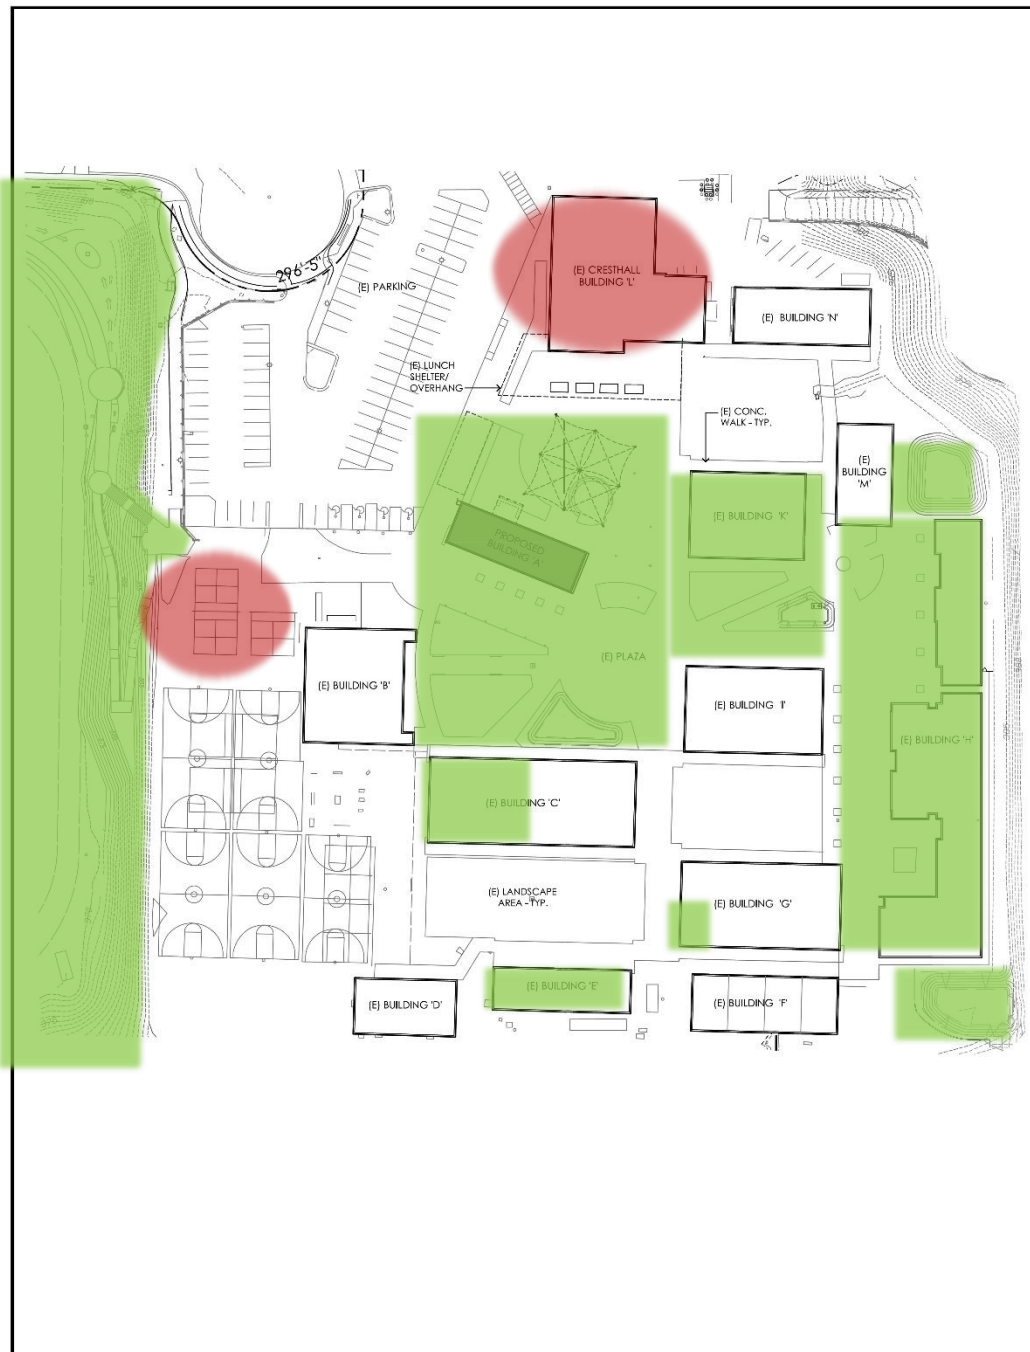 296'-5"
(E) PARKING
(E) CRESTHALL
BUILDING 'L'
(E) BUILDING 'N'
(E) LUNCH
SHELTER/
OVERHANG
(E) CONC.
WALK - TYP.
(E)
BUILDING
'M'
(E) BUILDING 'K'
PROPOSED
BUILDING 'A'
(E) PLAZA
(E) BUILDING 'B'
(E) BUILDING 'I'
(E) BUILDING 'H'
(E) BUILDING 'C'
(E) LANDSCAPE
AREA - TYP.
(E) BUILDING 'G'
(E) BUILDING 'D'
(E) BUILDING 'E'
(E) BUILDING 'F'